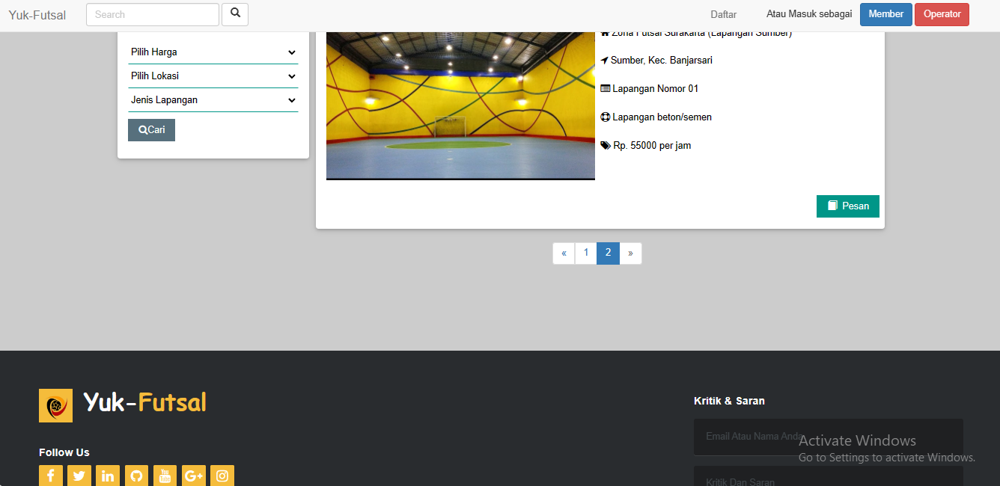 Yuk-Futsal
Search
Daftar
Atau Masuk sebagai
Member
Operator
Pilih Harga
Pilih Lokasi
Jenis Lapangan
Cari
Zona Futsal Surakarta (Lapangan Sumber)
Sumber, Kec. Banjarsari
Lapangan Nomor 01
Lapangan beton/semen
Rp. 55000 per jam
Pesan
« 1 2 »
Yuk-Futsal
Follow Us
Kritik & Saran
Email Atau Nama Anda
Kritik Dan Saran
Activate Windows
Go to Settings to activate Windows.